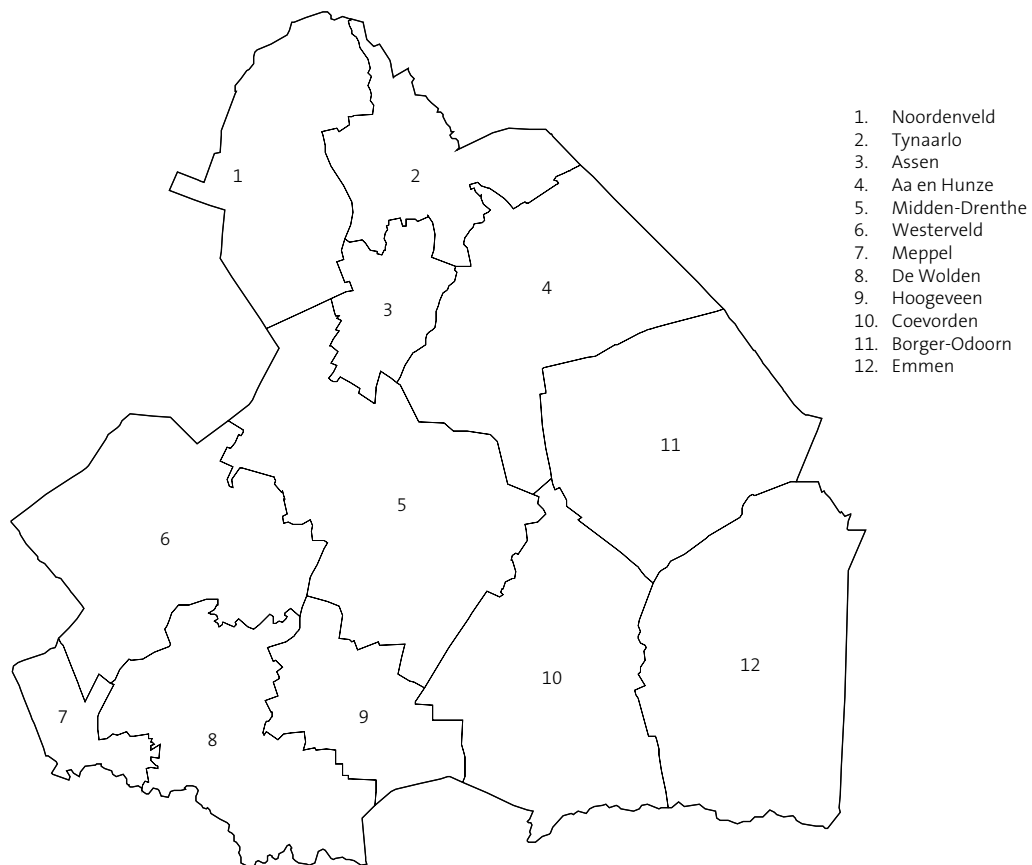 1. Noordenveld
2. Tynaarlo
3. Assen
4. Aa en Hunze
5. Midden-Drenthe
6. Westerveld
7. Meppel
8. De Wolden
9. Hoogeveen
10. Coevorden
11. Borger-Odoorn
12. Emmen
1
2
3
4
11
5
6
10
12
7
9
8